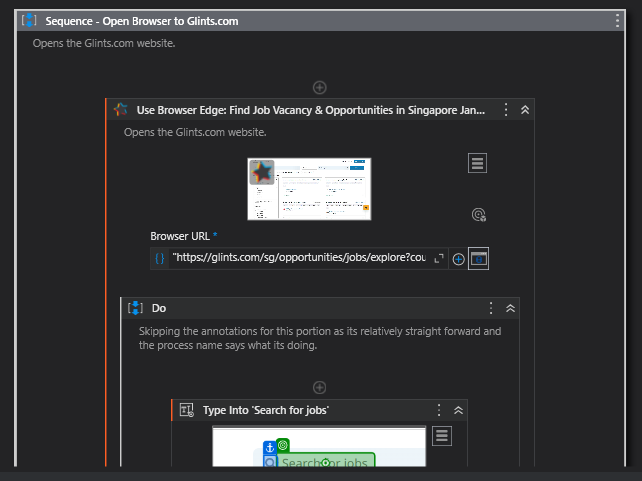 Sequence - Open Browser to Glints.com
Opens the Glints.com website.
Use Browser Edge: Find Job Vacancy & Opportunities in Singapore Jan...
Opens the Glints.com website.
Browser URL *
"https://glints.com/sg/opportunities/jobs/explore?cou
Do
Skipping the annotations for this portion as its relatively straight forward and
the process name says what its doing.
Type Into 'Search for jobs'
Search for jobs